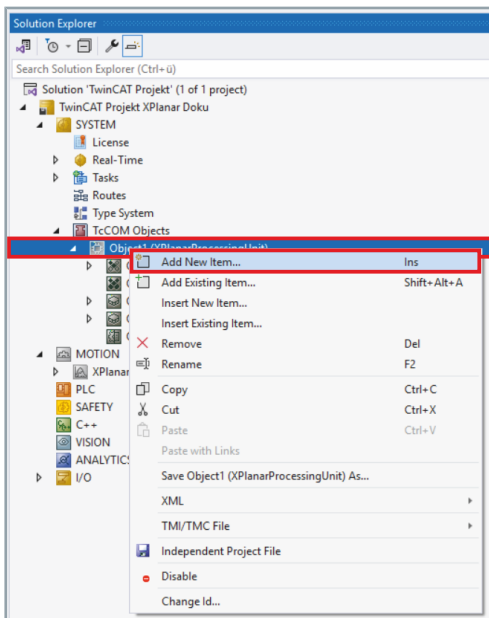 Solution Explorer
Search Solution Explorer (Ctrl+ü)
Solution 'TwinCAT Projekt' (1 of 1 project)
TwinCAT Projekt XPlanar Doku
SYSTEM
License
Real-Time
Tasks
Routes
Type System
TcCOM Objects
Object1 (XPlanarProcessingUnit)
Add New Item... Ins
Add Existing Item... Shift+Alt+A
Insert New Item...
Insert Existing Item...
Remove Del
MOTION
Rename F2
XPlanar
PLC
Copy Ctrl+C
SAFETY
Cut Ctrl+X
C++
Paste Ctrl+V
VISION
Paste with Links
ANALYTICS
I/O
Save Object1 (XPlanarProcessingUnit) As...
XML
TMI/TMC File
Independent Project File
Disable
Change Id...